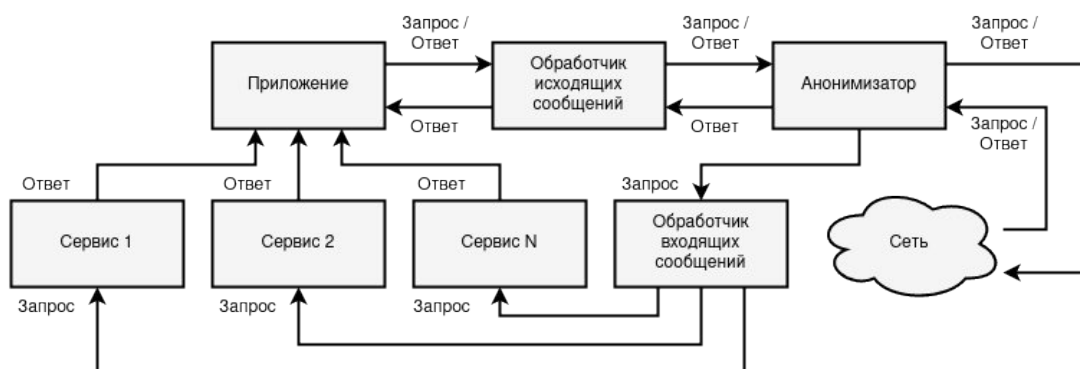 Запрос /
Ответ
Запрос /
Ответ
Запрос /
Ответ
Приложение
Обработчик
исходящих
сообщений
Анонимизатор
Ответ
Ответ
Запрос /
Ответ
Ответ
Ответ
Ответ
Запрос
Сервис 1
Сервис 2
Сервис N
Обработчик
входящих
сообщений
Сеть
Запрос
Запрос
Запрос